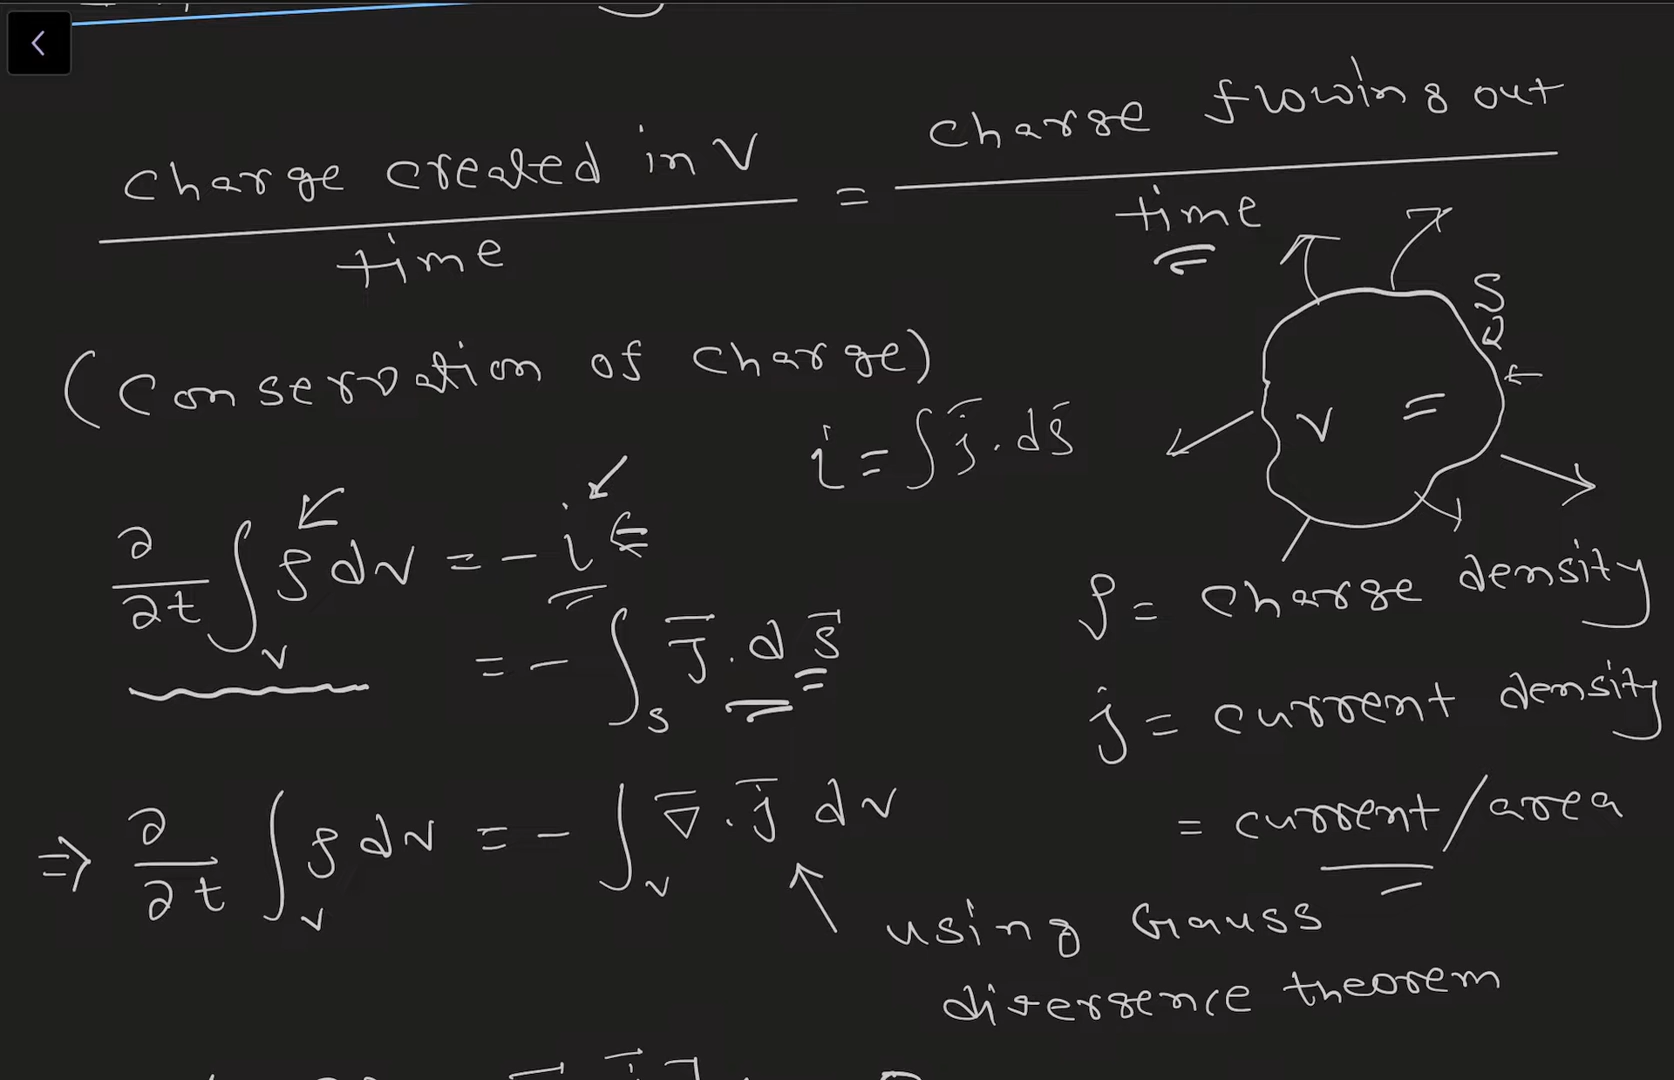 charge created in V / time = charge flowing out / time
(Conservation of charge)
S
V
i = ∫ j̄ . ds̄
∂/∂t ∫_V ρ dv = - i
= - ∫_S J̄ . d s̄
ρ = charge density
j = current density
= current/area
⇒ ∂/∂t ∫_V ρ dv = - ∫_V ∇̄ . j̄ dv
using Gauss
divergence theorem